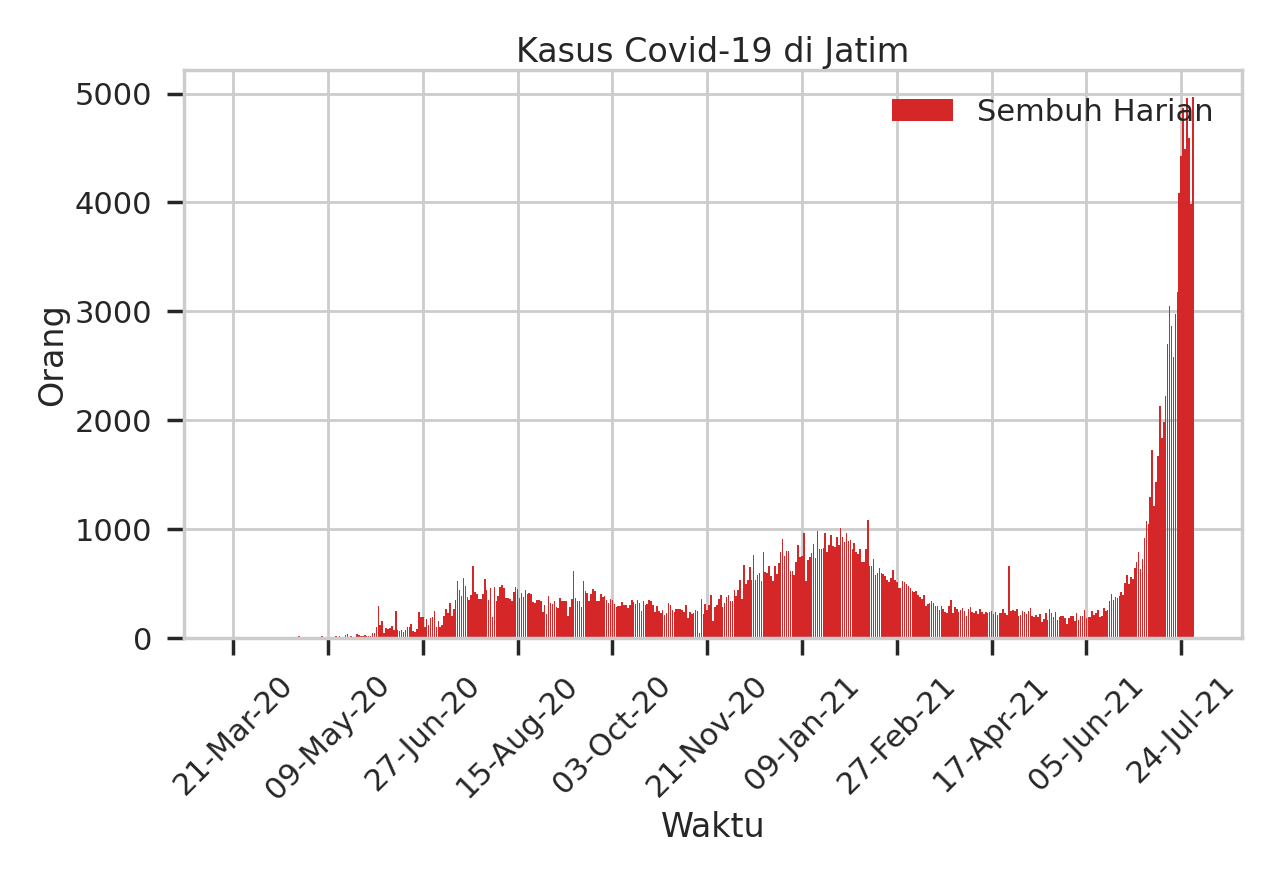 Kasus Covid-19 di Jatim
Sembuh Harian
Orang
5000
4000
3000
2000
1000
0
21-Mar-20
09-May-20
27-Jun-20
15-Aug-20
03-Oct-20
21-Nov-20
09-Jan-21
27-Feb-21
17-Apr-21
05-Jun-21
24-Jul-21
Waktu